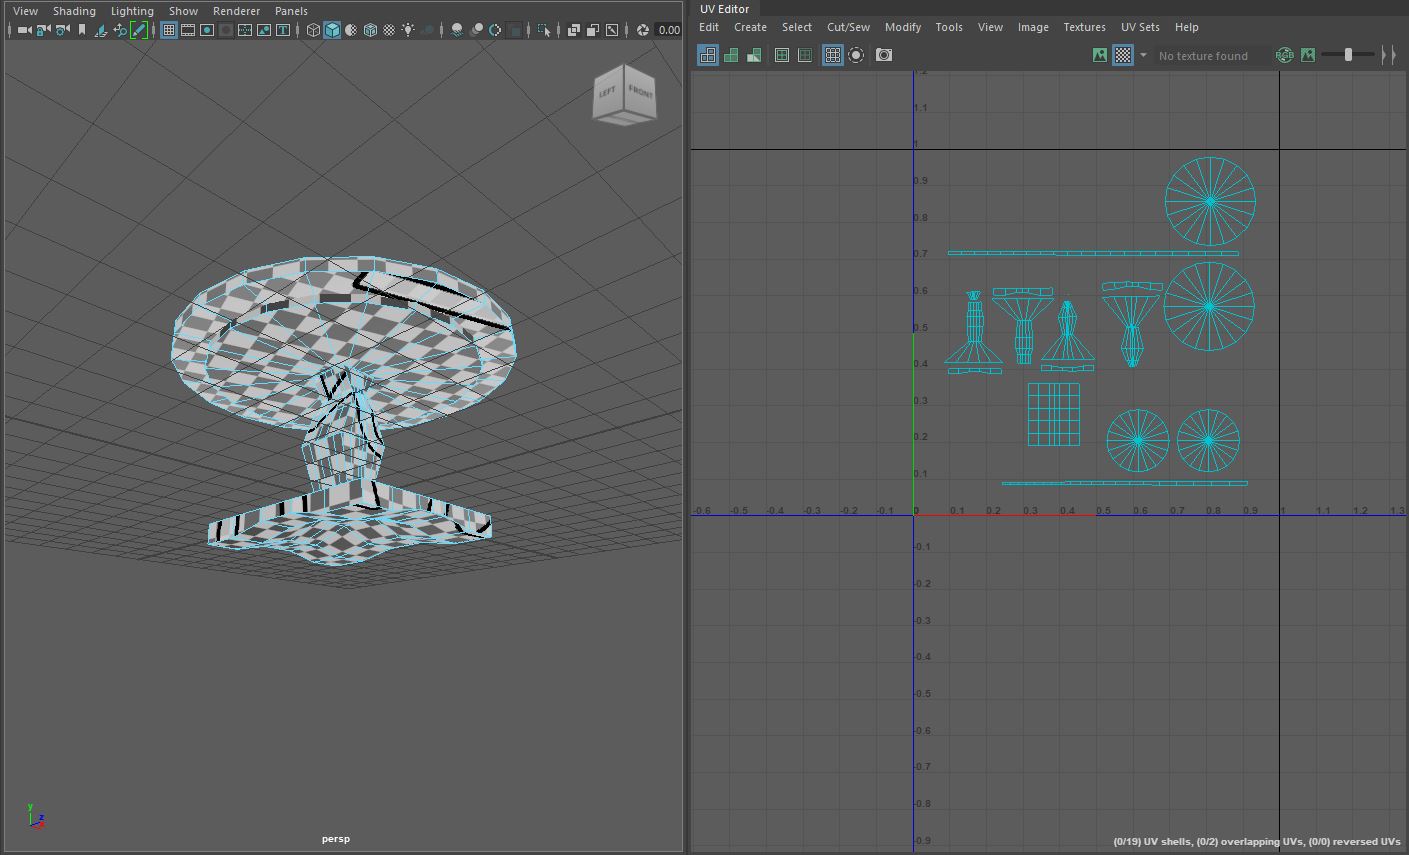 View Shading Lighting Show Renderer Panels
0.00
LEFT FRONT
y
z
persp
UV Editor
Edit Create Select Cut/Sew Modify Tools View Image Textures UV Sets Help
No texture found
RGB
1.2
1.1
1
0.9
0.8
0.7
0.6
0.5
0.4
0.3
0.2
0.1
-0.6 -0.5 -0.4 -0.3 -0.2 -0.1 0 0.1 0.2 0.3 0.4 0.5 0.6 0.7 0.8 0.9 1 1.1 1.2 1.3
-0.1
-0.2
-0.3
-0.4
-0.5
-0.6
-0.7
-0.8
-0.9
(0/19) UV shells, (0/2) overlapping UVs, (0/0) reversed UVs